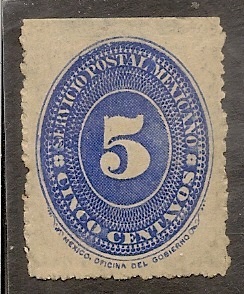 SERVICIO POSTAL MEXICANO
5
CINCO CENTAVOS
MEXICO, OFICINA DEL GOBIERNO